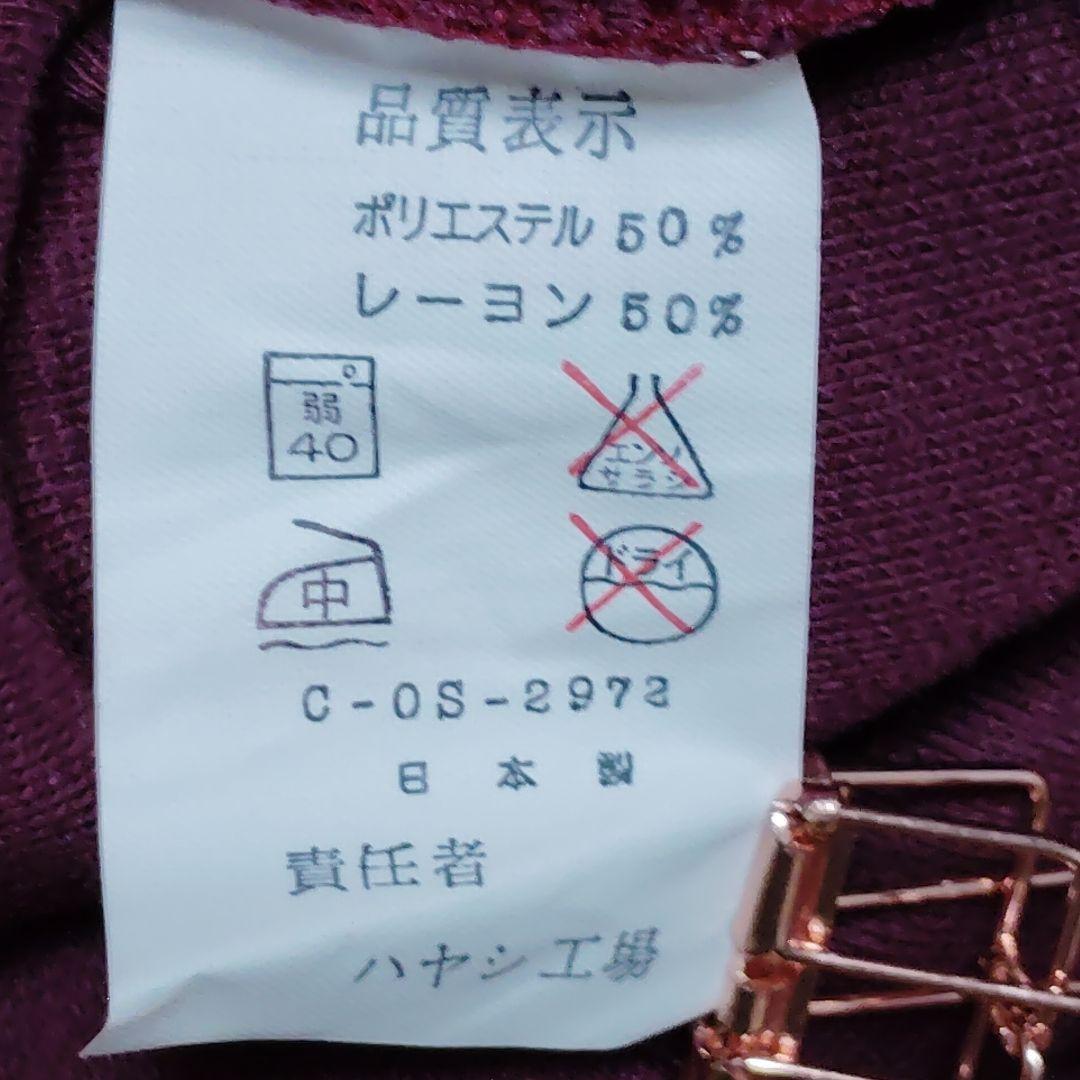 品質表示
ポリエステル 50%
レーヨン 50%
弱
40
エンソ
サラシ
中
ドライ
C-0S-2972
日本製
責任者
ハヤシ工場